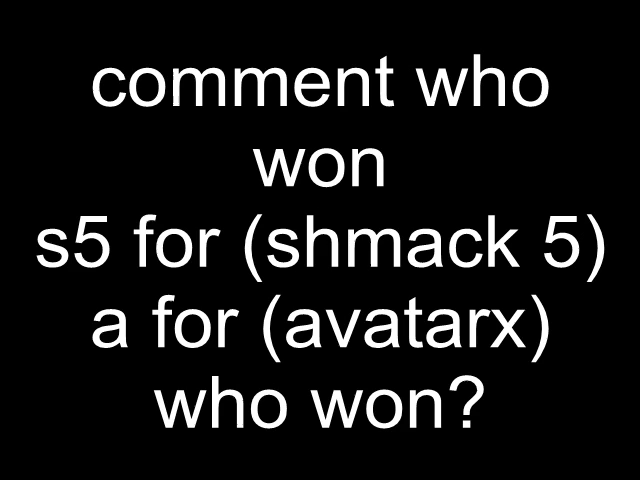 comment who
won
s5 for (shmack 5)
a for (avatarx)
who won?